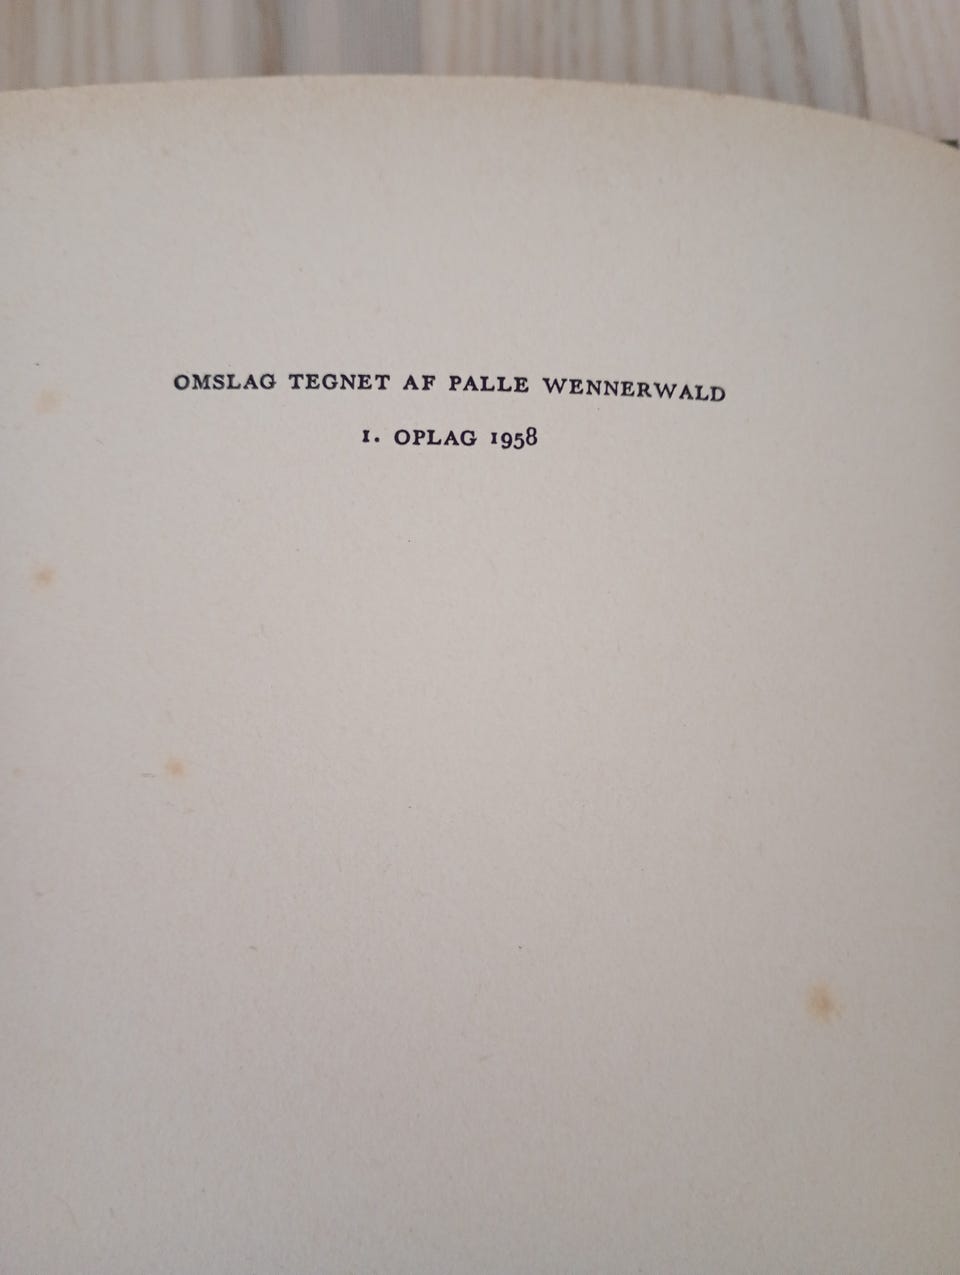 OMSLAG TEGNET AF PALLE WENNERWALD
1. OPLAG 1958